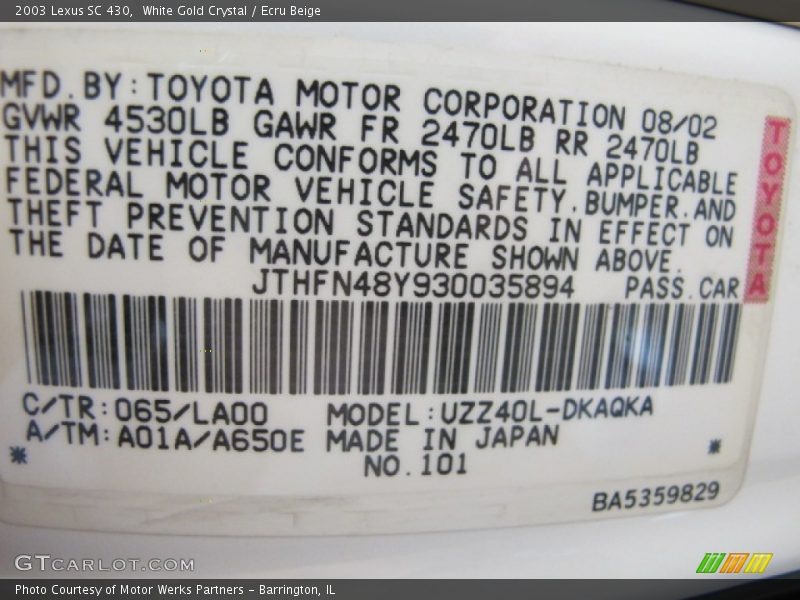 2003 Lexus SC 430,  White Gold Crystal / Ecru Beige
MFD.BY:TOYOTA MOTOR CORPORATION 08/02
GVWR 4530LB GAWR FR 2470LB RR 2470LB
THIS VEHICLE CONFORMS TO ALL APPLICABLE
FEDERAL MOTOR VEHICLE SAFETY,BUMPER,AND
THEFT PREVENTION STANDARDS IN EFFECT ON
THE DATE OF MANUFACTURE SHOWN ABOVE.
JTHFN48Y930035894 PASS.CAR
TOYOTA
C/TR:065/LA00 MODEL:UZZ40L-DKAQKA
A/TM:A01A/A650E MADE IN JAPAN
* NO.101 *
BA5359829
GTCARLOT.COM
Photo Courtesy of Motor Werks Partners - Barrington, IL